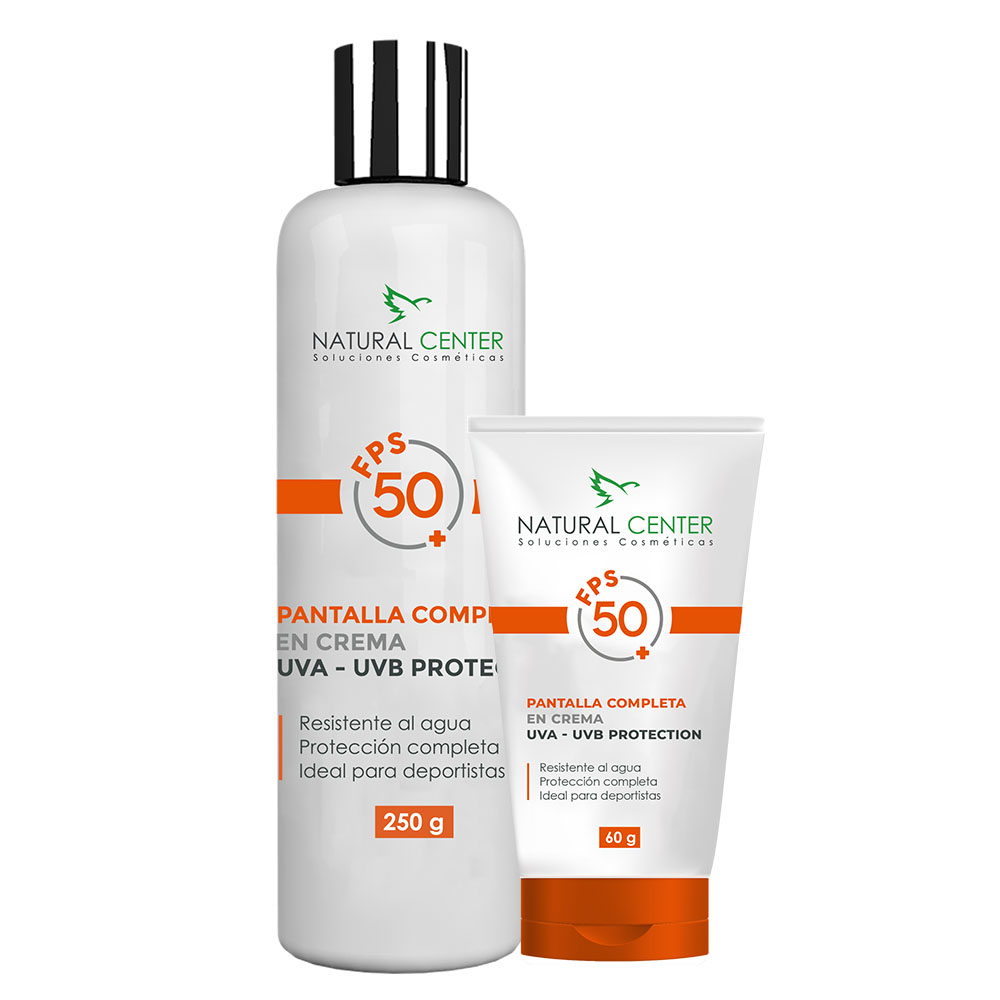 NATURAL CENTER
Soluciones Cosméticas
FPS
50
+
PANTALLA COMPL
EN CREMA
UVA - UVB PROTEC
Resistente al agua
Protección completa
Ideal para deportistas
250 g
NATURAL CENTER
Soluciones Cosméticas
FPS
50
+
PANTALLA COMPLETA
EN CREMA
UVA - UVB PROTECTION
Resistente al agua
Protección completa
Ideal para deportistas
60 g